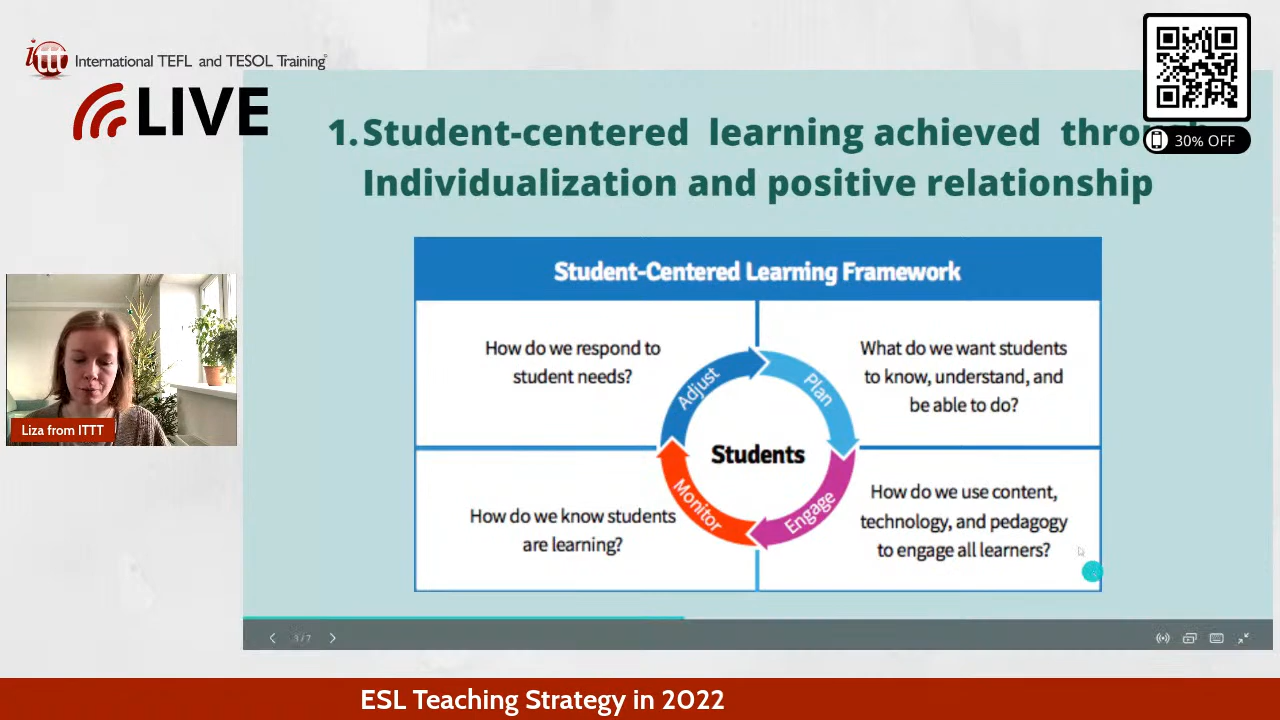 ittt International TEFL and TESOL Training
LIVE
30% OFF
1. Student-centered learning achieved
Individualization and positive relationship
Student-Centered Learning Framework
How do we respond to
student needs?
What do we want students
to know, understand, and
be able to do?
Adjust
Plan
Students
Monitor
Engage
How do we know students
are learning?
How do we use content,
technology, and pedagogy
to engage all learners?
Liza from ITTT
3 / 7
ESL Teaching Strategy in 2022